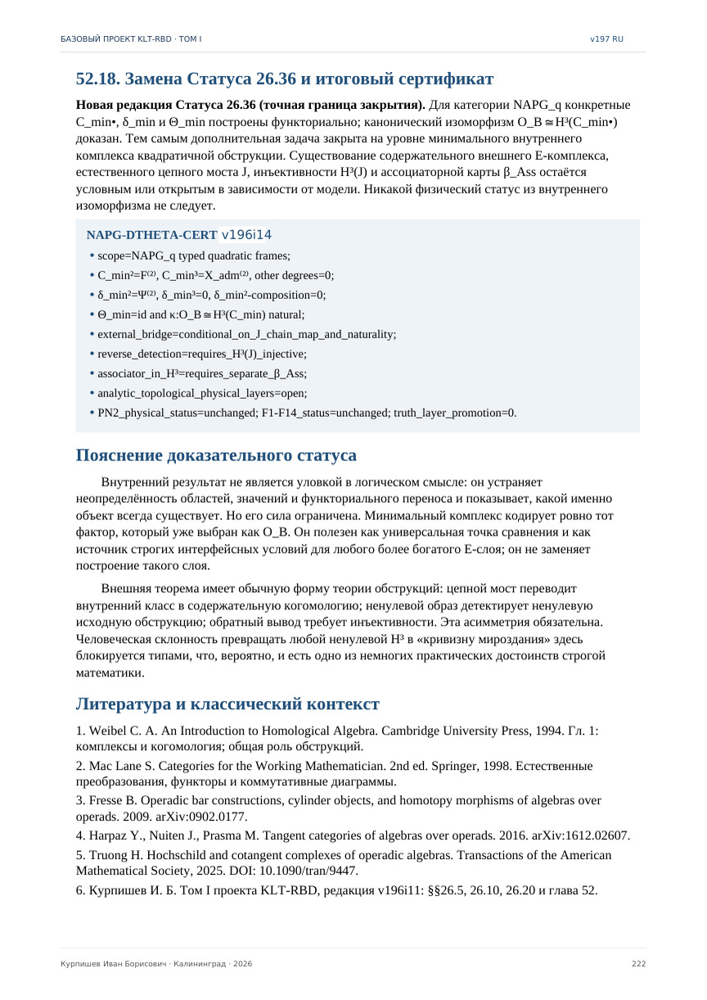 БАЗОВЫЙ ПРОЕКТ KLT-RBD · ТОМ I
v197 RU
52.18. Замена Статуса 26.36 и итоговый сертификат
Новая редакция Статуса 26.36 (точная граница закрытия). Для категории NAPG_q конкретные
C_min•, δ_min и Θ_min построены функториально; канонический изоморфизм O_B≅H³(C_min•)
доказан. Тем самым дополнительная задача закрыта на уровне минимального внутреннего
комплекса квадратичной обструкции. Существование содержательного внешнего E-комплекса,
естественного цепного моста J, инъективности H³(J) и ассоциаторной карты β_Ass остаётся
условным или открытым в зависимости от модели. Никакой физический статус из внутреннего
изоморфизма не следует.
NAPG-DTHETA-CERT v196i14
• scope=NAPG_q typed quadratic frames;
• C_min²=F⁽²⁾, C_min³=X_adm⁽²⁾, other degrees=0;
• δ_min²=Ψ⁽²⁾, δ_min³=0, δ_min²-composition=0;
• Θ_min=id and κ:O_B≅H³(C_min) natural;
• external_bridge=conditional_on_J_chain_map_and_naturality;
• reverse_detection=requires_H³(J)_injective;
• associator_in_H³=requires_separate_β_Ass;
• analytic_topological_physical_layers=open;
• PN2_physical_status=unchanged; F1-F14_status=unchanged; truth_layer_promotion=0.
Пояснение доказательного статуса
Внутренний результат не является уловкой в логическом смысле: он устраняет
неопределённость областей, значений и функториального переноса и показывает, какой именно
объект всегда существует. Но его сила ограничена. Минимальный комплекс кодирует ровно тот
фактор, который уже выбран как O_B. Он полезен как универсальная точка сравнения и как
источник строгих интерфейсных условий для любого более богатого E-слоя; он не заменяет
построение такого слоя.
Внешняя теорема имеет обычную форму теории обструкций: цепной мост переводит
внутренний класс в содержательную когомологию; ненулевой образ детектирует ненулевую
исходную обструкцию; обратный вывод требует инъективности. Эта асимметрия обязательна.
Человеческая склонность превращать любой ненулевой H³ в «кривизну мироздания» здесь
блокируется типами, что, вероятно, и есть одно из немногих практических достоинств строгой
математики.
Литература и классический контекст
1. Weibel C. A. An Introduction to Homological Algebra. Cambridge University Press, 1994. Гл. 1:
комплексы и когомология; общая роль обструкций.
2. Mac Lane S. Categories for the Working Mathematician. 2nd ed. Springer, 1998. Естественные
преобразования, функторы и коммутативные диаграммы.
3. Fresse B. Operadic bar constructions, cylinder objects, and homotopy morphisms of algebras over
operads. 2009. arXiv:0902.0177.
4. Harpaz Y., Nuiten J., Prasma M. Tangent categories of algebras over operads. 2016. arXiv:1612.02607.
5. Truong H. Hochschild and cotangent complexes of operadic algebras. Transactions of the American
Mathematical Society, 2025. DOI: 10.1090/tran/9447.
6. Курпишев И. Б. Том I проекта KLT-RBD, редакция v196i11: §§26.5, 26.10, 26.20 и глава 52.
Курпишев Иван Борисович · Калининград · 2026
222